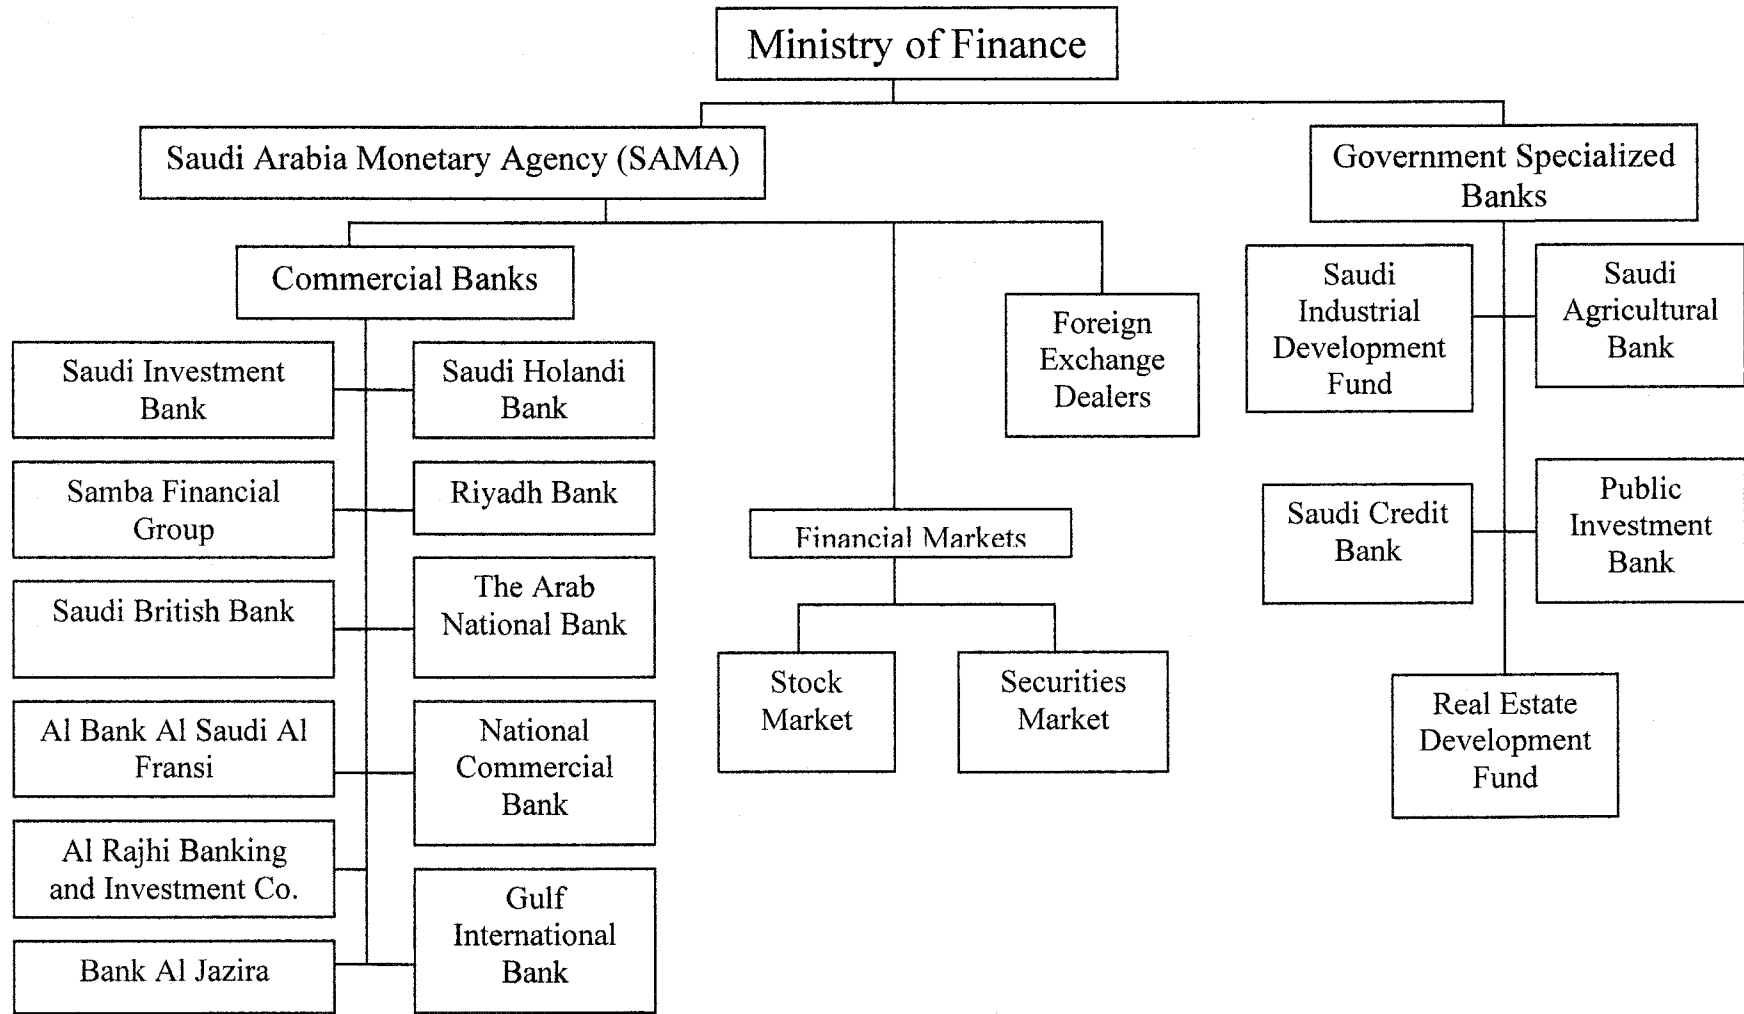 Ministry of Finance
Saudi Arabia Monetary Agency (SAMA)
Government Specialized
Banks
Commercial Banks
Foreign
Exchange
Dealers
Saudi
Industrial
Development
Fund
Saudi
Agricultural
Bank
Saudi Investment
Bank
Saudi Holandi
Bank
Samba Financial
Group
Riyadh Bank
Financial Markets
Saudi Credit
Bank
Public
Investment
Bank
Saudi British Bank
The Arab
National Bank
Stock
Market
Securities
Market
Real Estate
Development
Fund
Al Bank Al Saudi Al
Fransi
National
Commercial
Bank
Al Rajhi Banking
and Investment Co.
Gulf
International
Bank
Bank Al Jazira